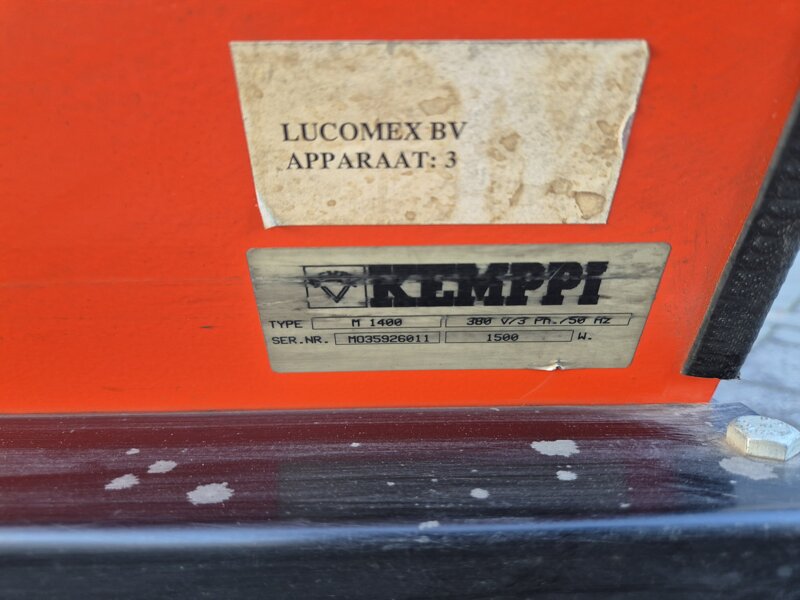 LUCOMEX BV
APPARAAT: 3
KEMPPI
TYPE M 1400 380 V/3 Ph./50 Hz
SER.NR. M035926011 1500 W.